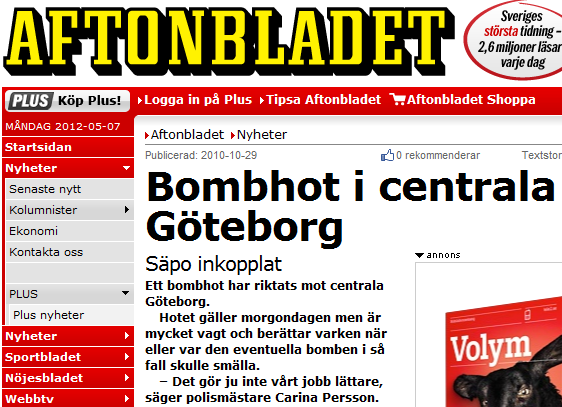 AFTONBLADET
Sveriges
största tidning –
2,6 miljoner läsar
varje dag
PLUS Köp Plus!
Logga in på Plus Tipsa Aftonbladet Aftonbladet Shoppa
MÅNDAG 2012-05-07
Startsidan
Nyheter
Senaste nytt
Kolumnister
Ekonomi
Kontakta oss
PLUS
Plus nyheter
Nyheter
Sportbladet
Nöjesbladet
Webbtv
Aftonbladet Nyheter
Publicerad: 2010-10-29
0 rekommenderar
Textstor
Bombhot i centrala
Göteborg
Säpo inkopplat
Ett bombhot har riktats mot centrala
Göteborg.
Hotet gäller morgondagen men är
mycket vagt och berättar varken när
eller var den eventuella bomben i så
fall skulle smälla.
– Det gör ju inte vårt jobb lättare,
säger polismästare Carina Persson.
annons
Volym